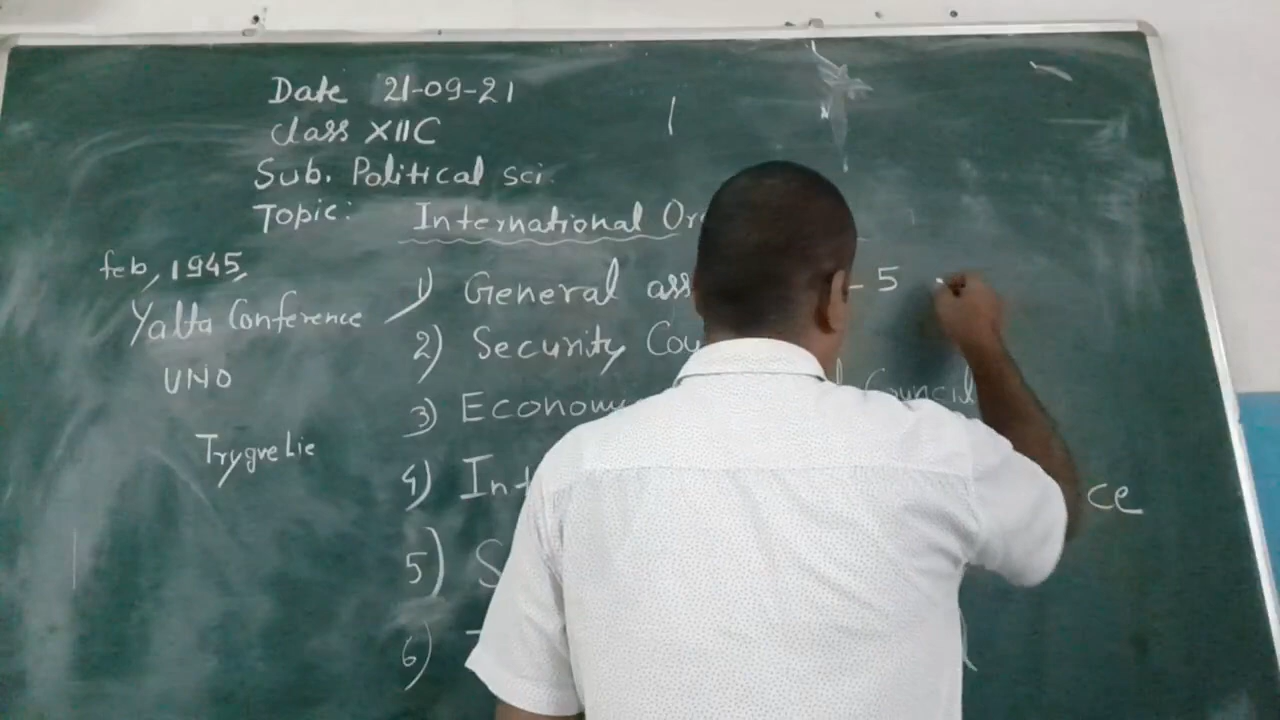 Date 21-09-21
Class XIIC
Sub. Political sci.
Topic: International
feb, 1945,
Yalta Conference
UNO
Trygve Lie
1) General ass - 5
2) Security Cou
3) Econom Council
4) Int ce
5) S
6)